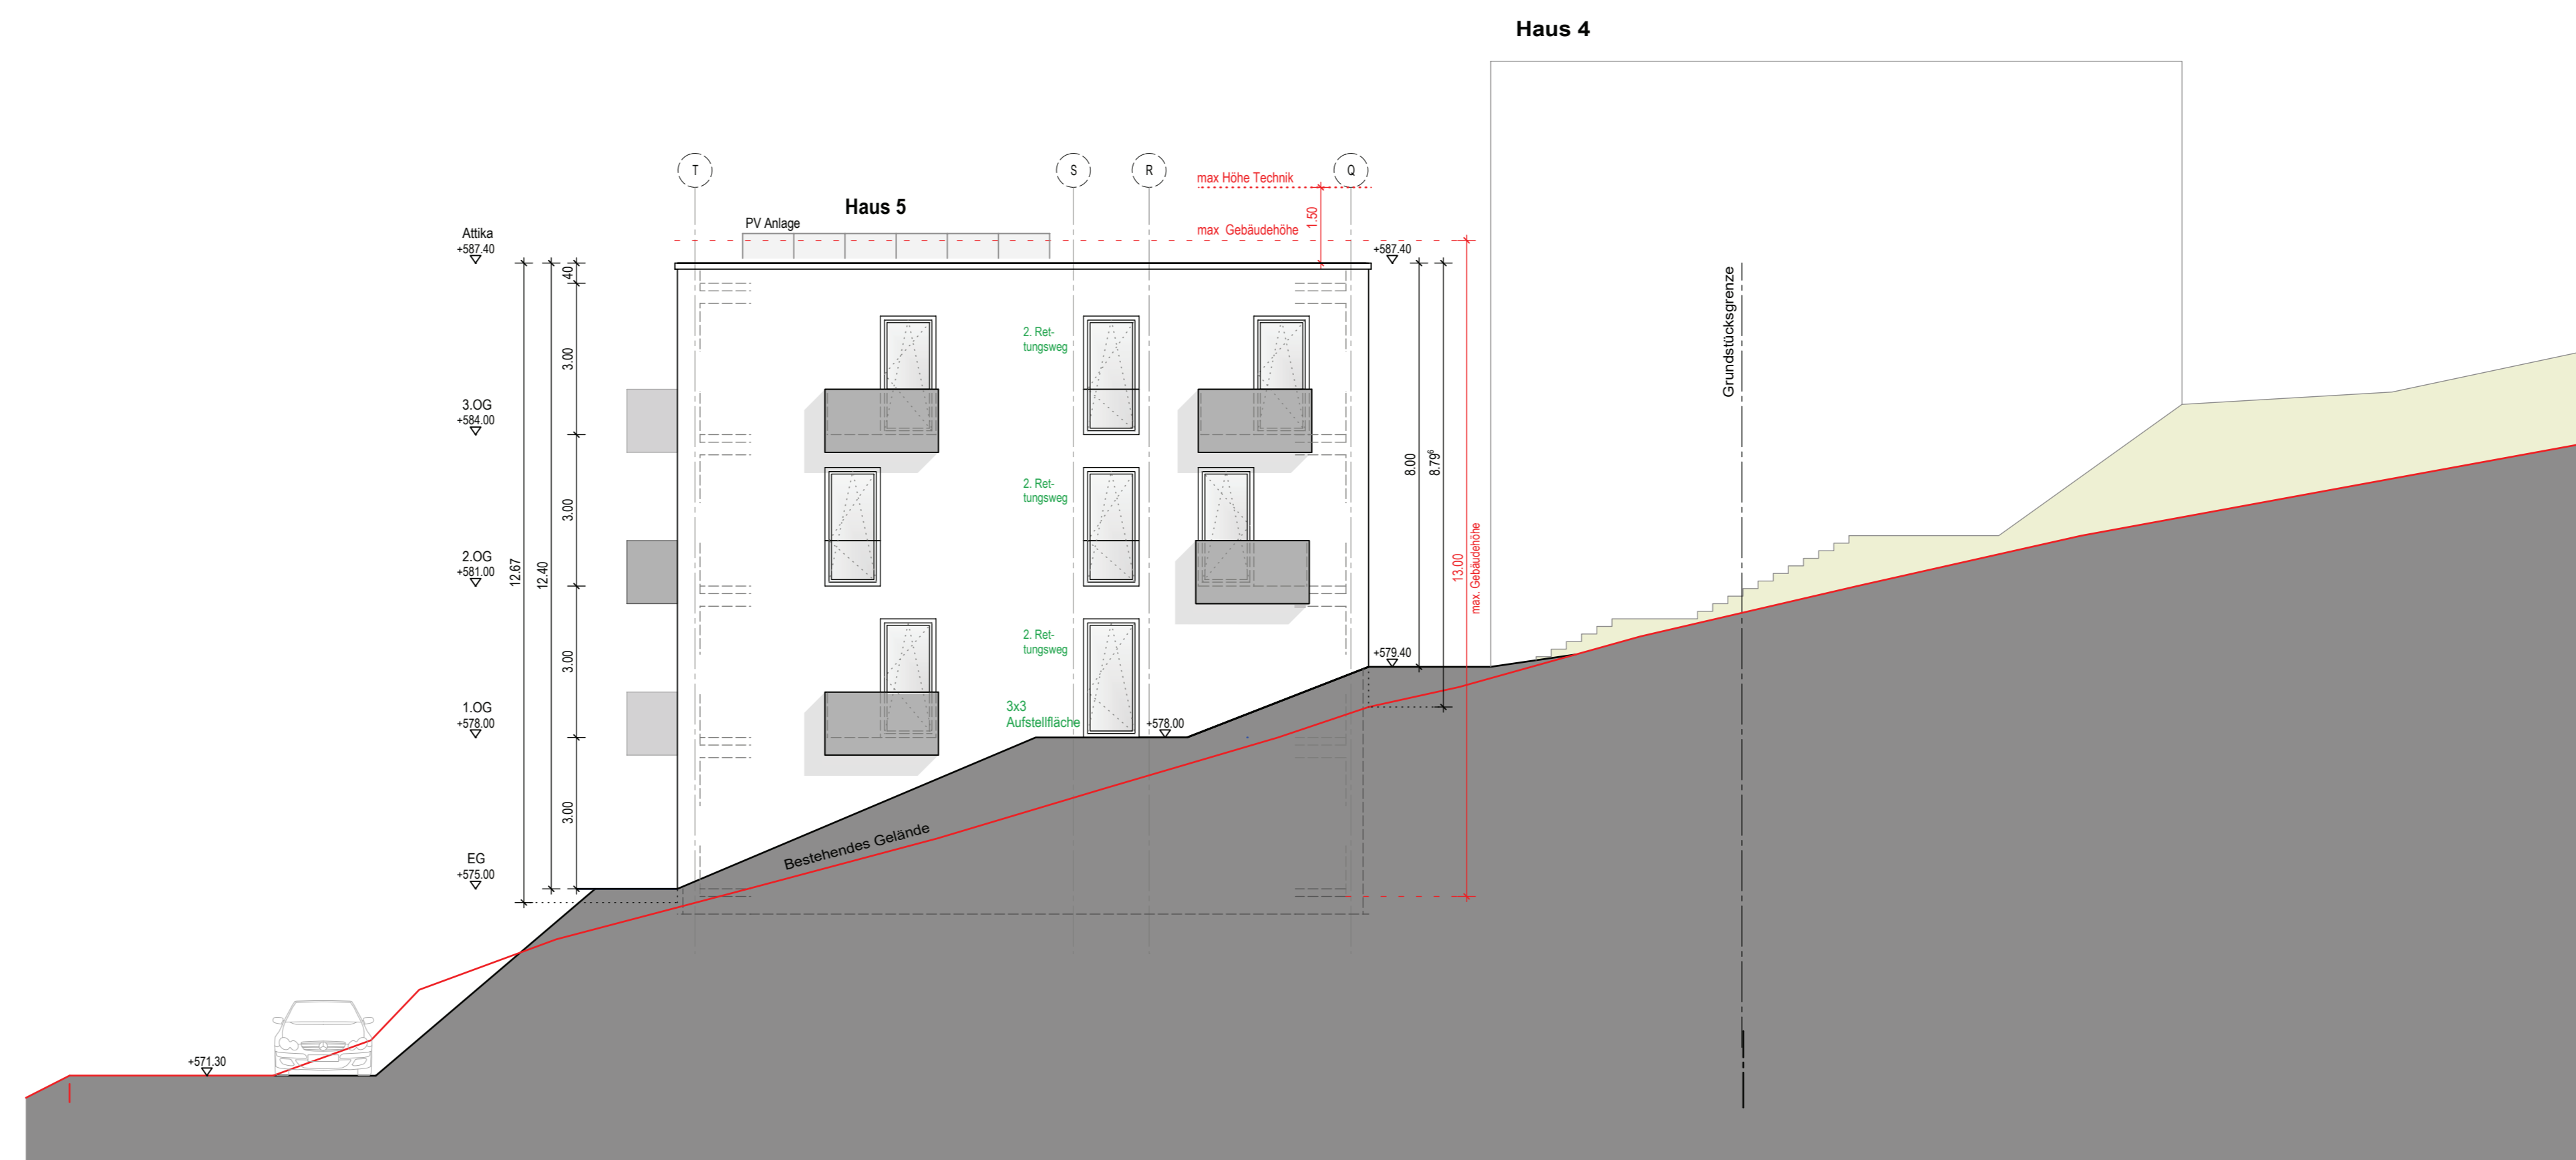 Haus 4
T
S
R
Q
max Höhe Technik
1.50
Haus 5
PV Anlage
max Gebäudehöhe
Attika
+587.40
+587.40
40
Grundstücksgrenze
2. Ret-
tungsweg
3.00
3.OG
+584.00
8.00
8.79⁶
2. Ret-
tungsweg
3.00
2.OG
+581.00
12.67
12.40
13.00
max. Gebäudehöhe
2. Ret-
tungsweg
+579.40
3.00
1.OG
+578.00
3x3
Aufstellfläche
+578.00
3.00
Bestehendes Gelände
EG
+575.00
+571.30